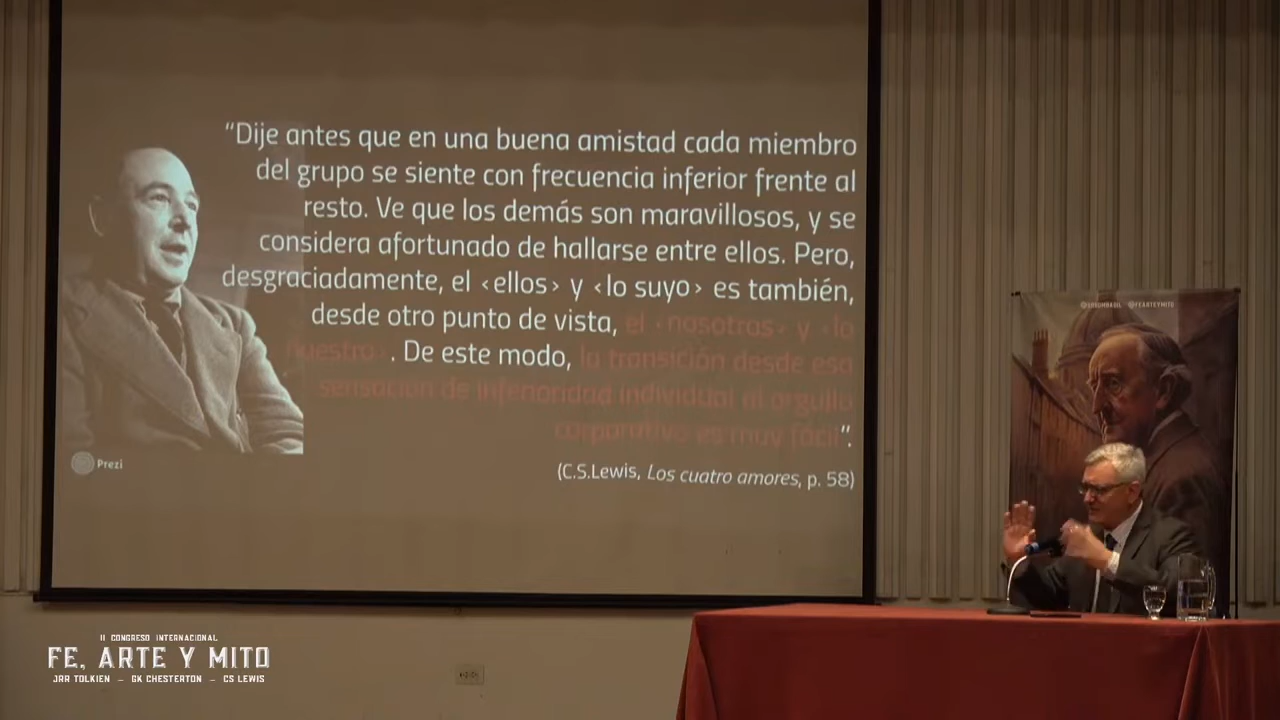 “Dije antes que en una buena amistad cada miembro
del grupo se siente con frecuencia inferior frente al
resto. Ve que los demás son maravillosos, y se
considera afortunado de hallarse entre ellos. Pero,
desgraciadamente, el ‹ellos› y ‹lo suyo› es también,
desde otro punto de vista, el ‹nosotros› y ‹lo
nuestro›. De este modo, la transición desde esa
sensación de inferioridad individual al orgullo
corporativo es muy fácil”.
(C.S.Lewis, Los cuatro amores, p. 58)
Prezi
@FEARTEYMITO
II CONGRESO INTERNACIONAL
FE, ARTE Y MITO
JRR TOLKIEN – GK CHESTERTON – CS LEWIS